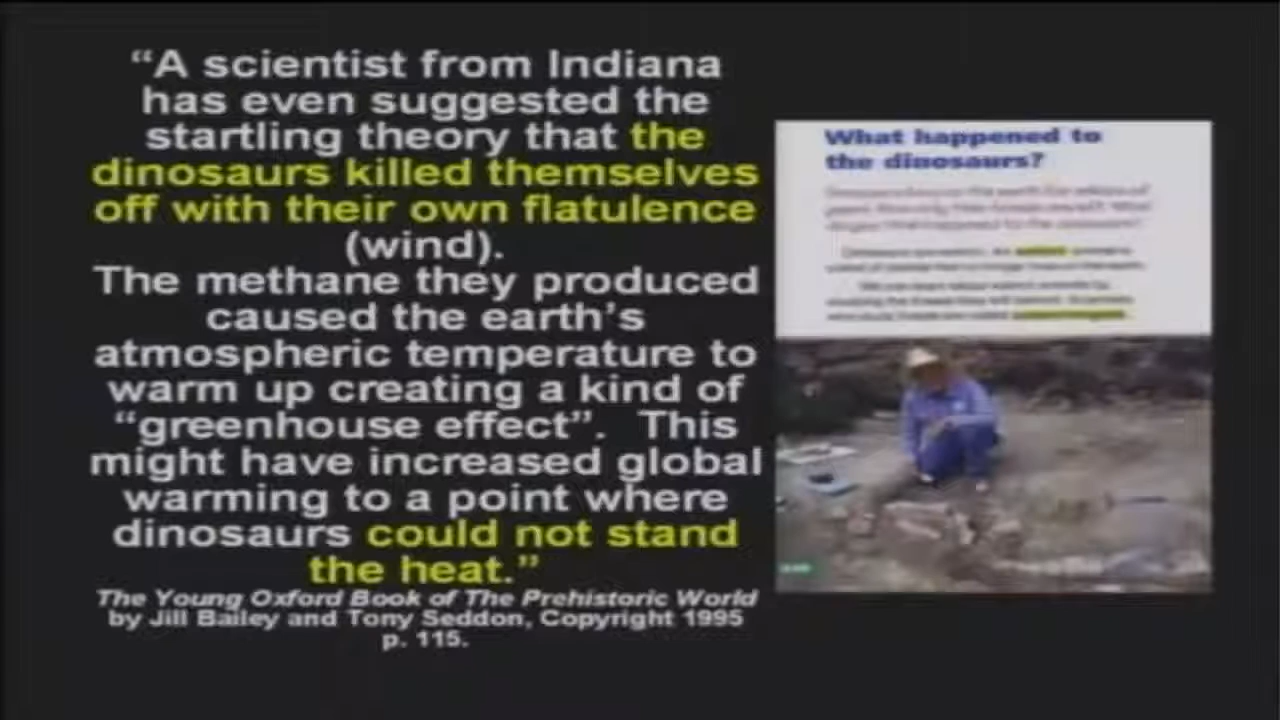 “A scientist from Indiana
has even suggested the
startling theory that the
dinosaurs killed themselves
off with their own flatulence
(wind).
The methane they produced
caused the earth’s
atmospheric temperature to
warm up creating a kind of
“greenhouse effect”. This
might have increased global
warming to a point where
dinosaurs could not stand
the heat.”
The Young Oxford Book of The Prehistoric World
by Jill Bailey and Tony Seddon, Copyright 1995
p. 115.
What happened to
the dinosaurs?